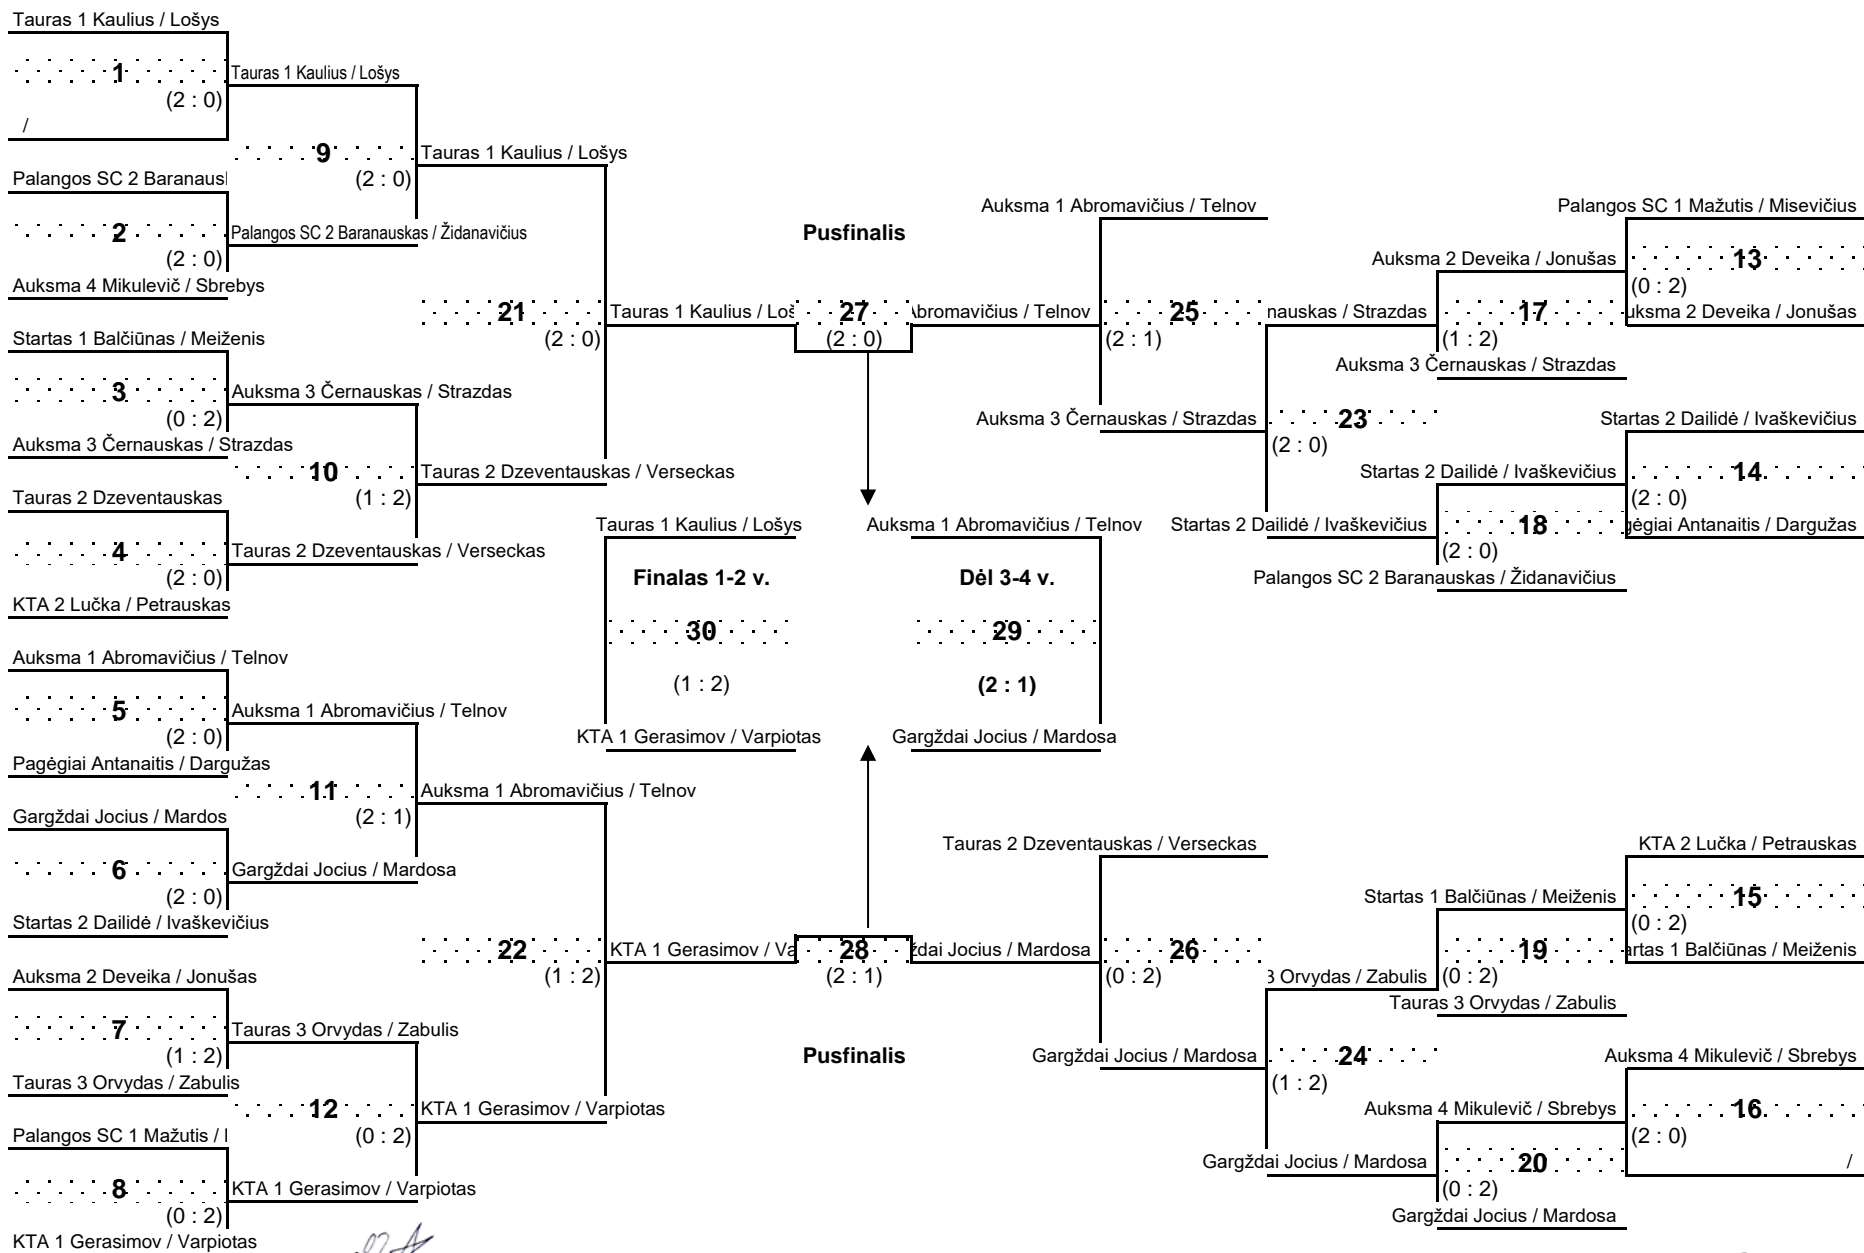 Tauras 1 Kaulius / Lošys
1
(2 : 0)
/
Tauras 1 Kaulius / Lošys
9
(2 : 0)
Palangos SC 2
2
(2 : 0)
Auksma 4 Mikulevič / Sbrebys
Palangos SC 2 Baranauskas / Židanavičius
Tauras 1 Kaulius / Lošys
21
(2 : 0)
Startas 1 Balčiūnas / Meiženis
3
(0 : 2)
Auksma 3 Černauskas / Strazdas
Auksma 3 Černauskas / Strazdas
10
(1 : 2)
Tauras 2 Dzeventauskas
4
(2 : 0)
KTA 2 Lučka / Petrauskas
Tauras 2 Dzeventauskas / Verseckas
Tauras 2 Dzeventauskas / Verseckas
Auksma 1 Abromavičius / Telnov
5
(2 : 0)
Pagėgiai Antanaitis / Dargužas
Auksma 1 Abromavičius / Telnov
11
(2 : 1)
Gargždai Jocius / Mardos
6
(2 : 0)
Startas 2 Dailidė / Ivaškevičius
Gargždai Jocius / Mardosa
Auksma 1 Abromavičius / Telnov
22
(1 : 2)
Auksma 2 Deveika / Jonušas
7
(1 : 2)
Tauras 3 Orvydas / Zabulis
Tauras 3 Orvydas / Zabulis
12
(0 : 2)
Palangos SC 1 Mažutis /
8
(0 : 2)
KTA 1 Gerasimov / Varpiotas
KTA 1 Gerasimov / Varpiotas
KTA 1 Gerasimov / Varpiotas
Pusfinalis
Tauras 1 Kaulius /
27
(2 : 0)
Abromavičius / Telnov
Tauras 1 Kaulius / Lošys
Finalas 1-2 v.
30
(1 : 2)
KTA 1 Gerasimov / Varpiotas
Auksma 1 Abromavičius / Telnov
Dėl 3-4 v.
29
(2 : 1)
Gargždai Jocius / Mardosa
KTA 1 Gerasimov /
28
(2 : 1)
Jocius / Mardosa
Pusfinalis
Auksma 1 Abromavičius / Telnov
25
(2 : 1)
Auksma 3 Černauskas / Strazdas
/ Strazdas
23
(2 : 0)
Startas 2 Dailidė / Ivaškevičius
Auksma 2 Deveika / Jonušas
17
(1 : 2)
Auksma 3 Černauskas / Strazdas
Palangos SC 1 Mažutis / Misevičius
13
(0 : 2)
2 Deveika / Jonušas
Startas 2 Dailidė / Ivaškevičius
18
(2 : 0)
Palangos SC 2 Baranauskas / Židanavičius
Startas 2 Dailidė / Ivaškevičius
14
(2 : 0)
Antanaitis / Dargužas
Tauras 2 Dzeventauskas / Verseckas
26
(0 : 2)
Gargždai Jocius / Mardosa
3 Orvydas / Zabulis
24
(1 : 2)
Gargždai Jocius / Mardosa
Startas 1 Balčiūnas / Meiženis
19
(0 : 2)
Tauras 3 Orvydas / Zabulis
KTA 2 Lučka / Petrauskas
15
(0 : 2)
1 Balčiūnas / Meiženis
Auksma 4 Mikulevič / Sbrebys
20
(0 : 2)
Gargždai Jocius / Mardosa
Auksma 4 Mikulevič / Sbrebys
16
(2 : 0)
/